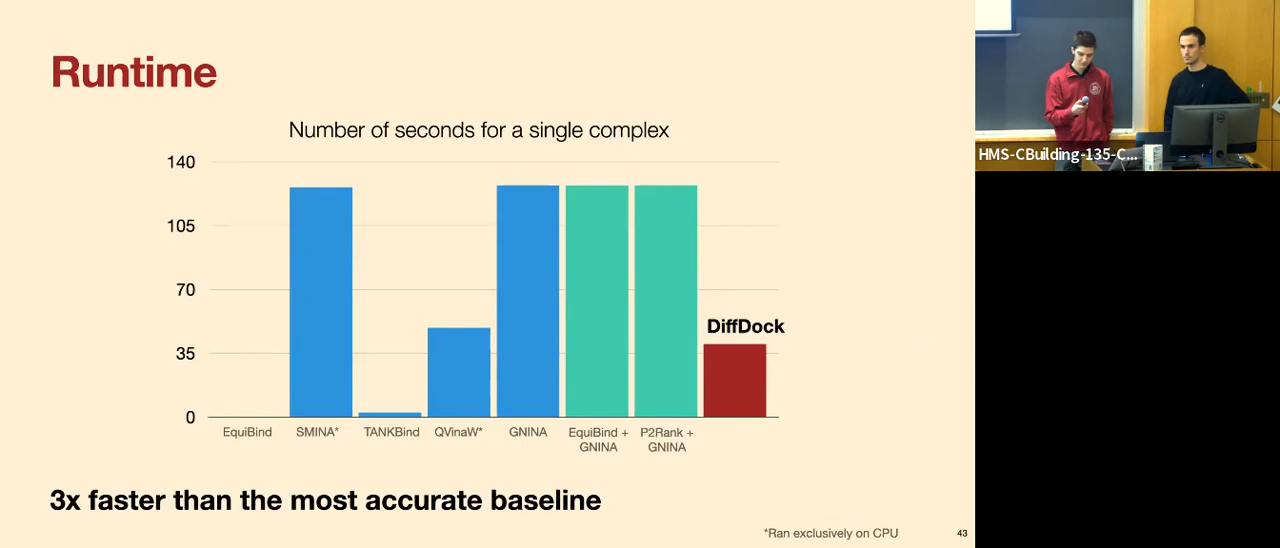 Runtime
Number of seconds for a single complex
140
105
70
35
0
DiffDock
EquiBind
SMINA*
TANKBind
QVinaW*
GNINA
EquiBind +
GNINA
P2Rank +
GNINA
3x faster than the most accurate baseline
*Ran exclusively on CPU
43
HMS-CBuilding-135-C...